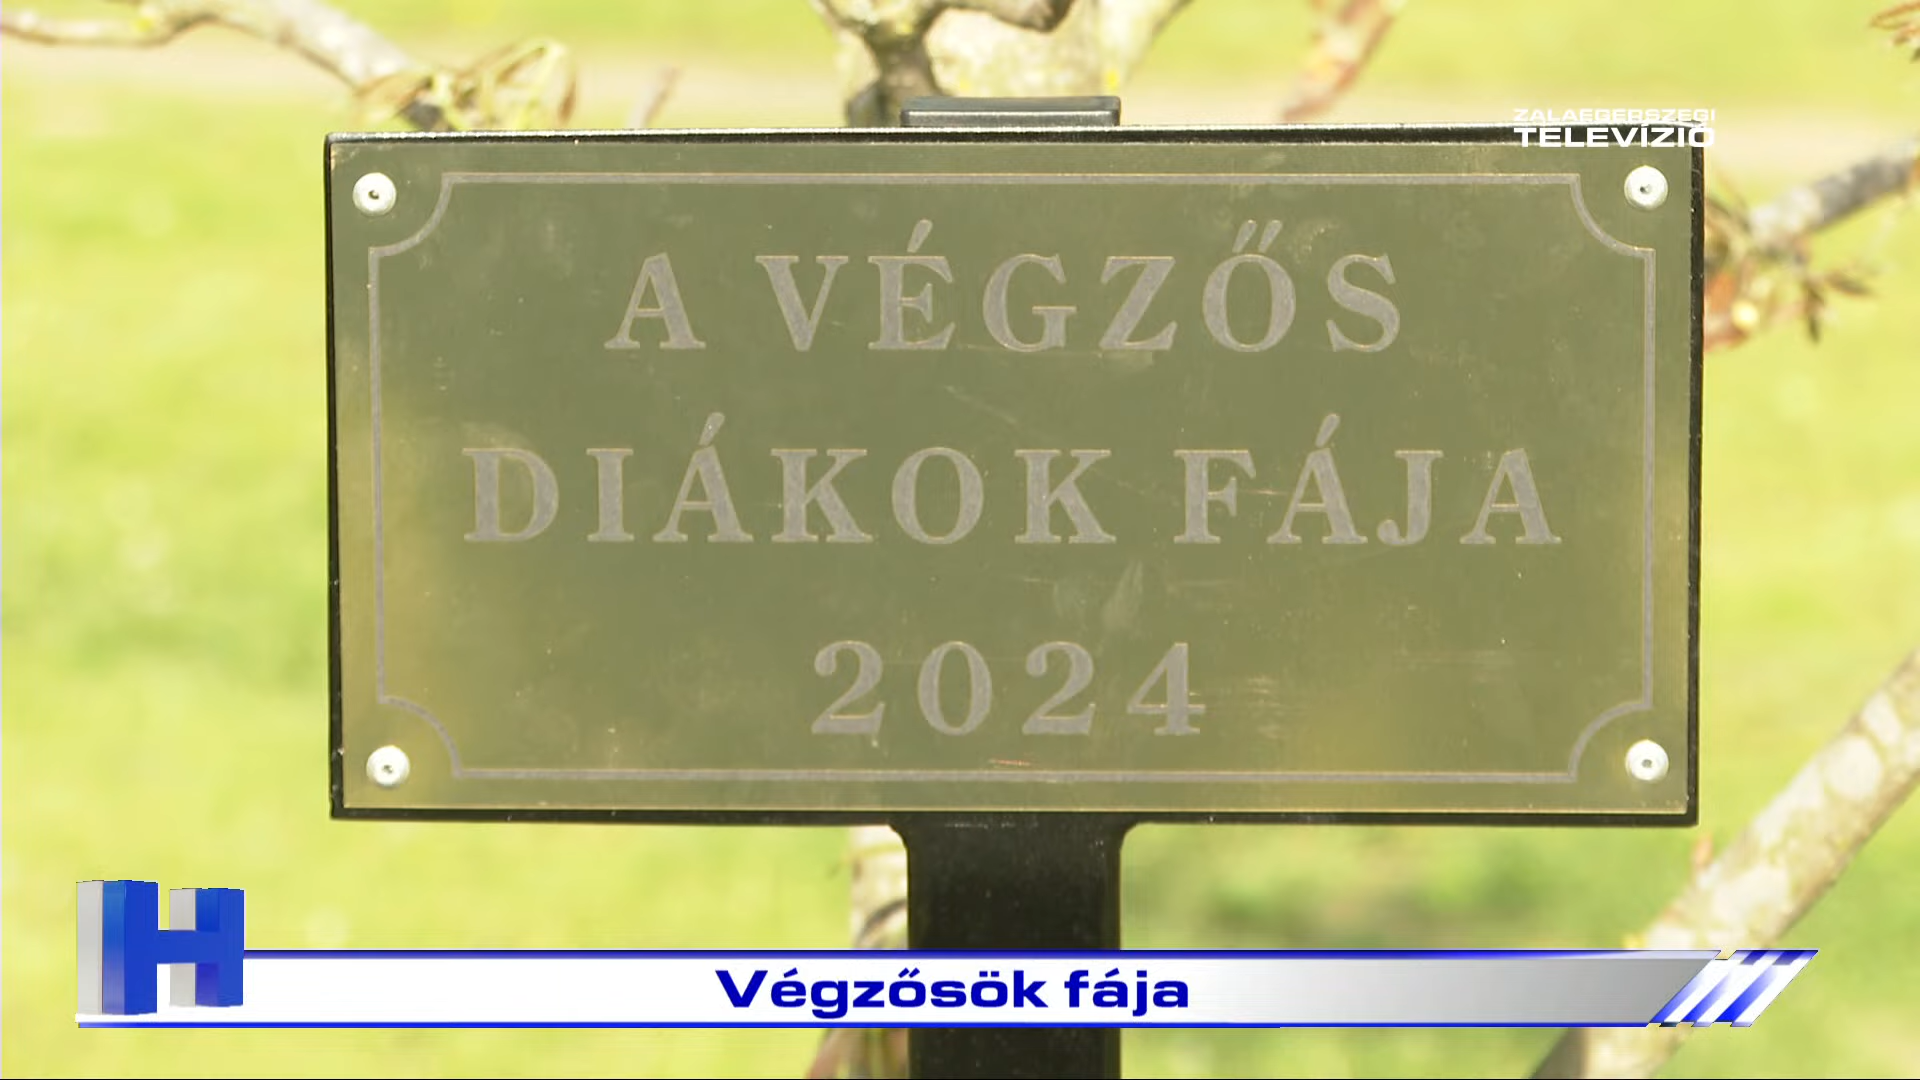 ZALAEGERSZEGI
TELEVÍZIÓ
A VÉGZŐS
DIÁKOK FÁJA
2024
H
Végzősök fája